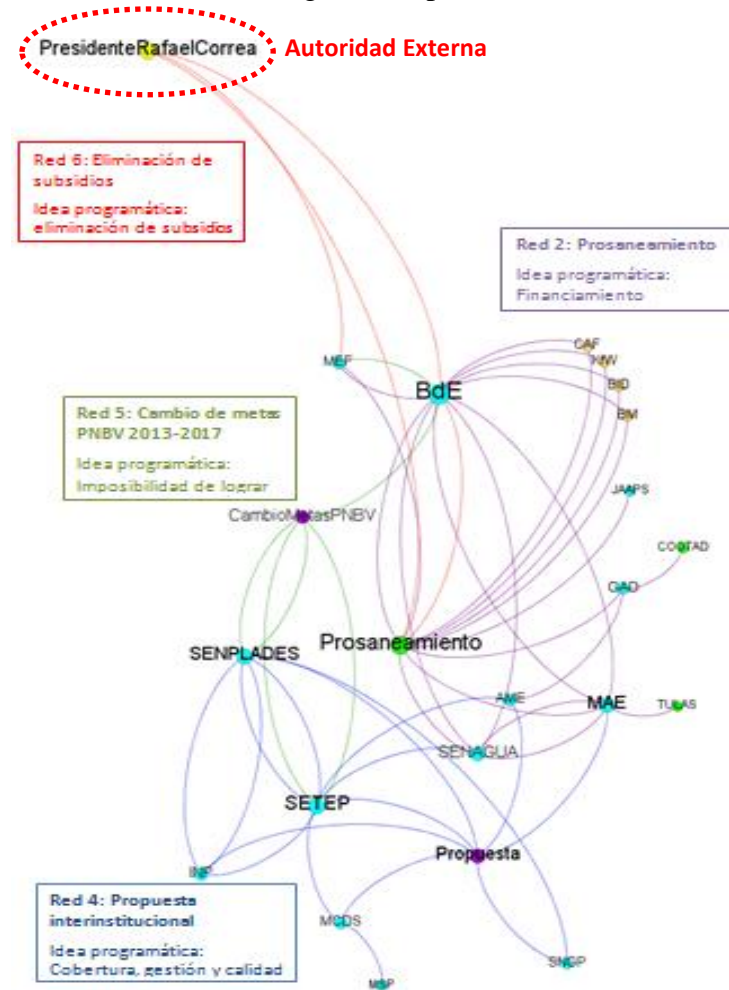 PresidenteRafaelCorrea
Autoridad Externa
Red 6: Eliminación de
subsidios
Idea programática:
eliminación de subsidos
Red 2: Prosaneamiento
Idea programática:
Financiamiento
CAF
KfW
BID
BM
MEF
BdE
Red 5: Cambio de metas
PNBV 2013-2017
Idea programática:
Imposibilidad de lograr
CambioMetasPNBV
JAAPS
COOTAD
GAD
Prosaneamiento
SENPLADES
AME
MAE
TULAS
SENAGUA
SETEP
Propuesta
INP
Red 4: Propuesta
interinstitucional
Idea programática:
Cobertura, gestión y calidad
MCDS
SNGP
MSP